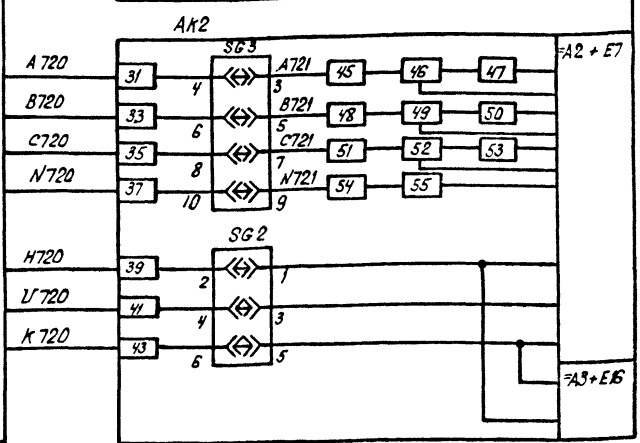 AK2
SG3
=A2 + E7
A720 31 4 3 A721 45 46 47
B720 33 6 5 B721 48 49 50
C720 35 8 7 C721 51 52 53
N720 37 10 9 N721 54 55
SG2
H720 39 2 1
U720 41 4 3
K720 43 6 5
=A3+E16